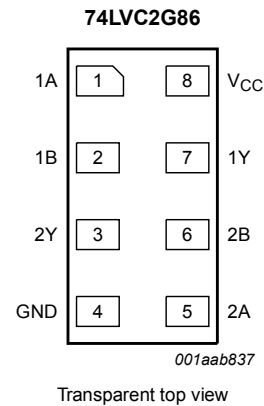 74LVC2G86
1A 1 8 VCC
1B 2 7 1Y
2Y 3 6 2B
GND 4 5 2A
001aab837
Transparent top view